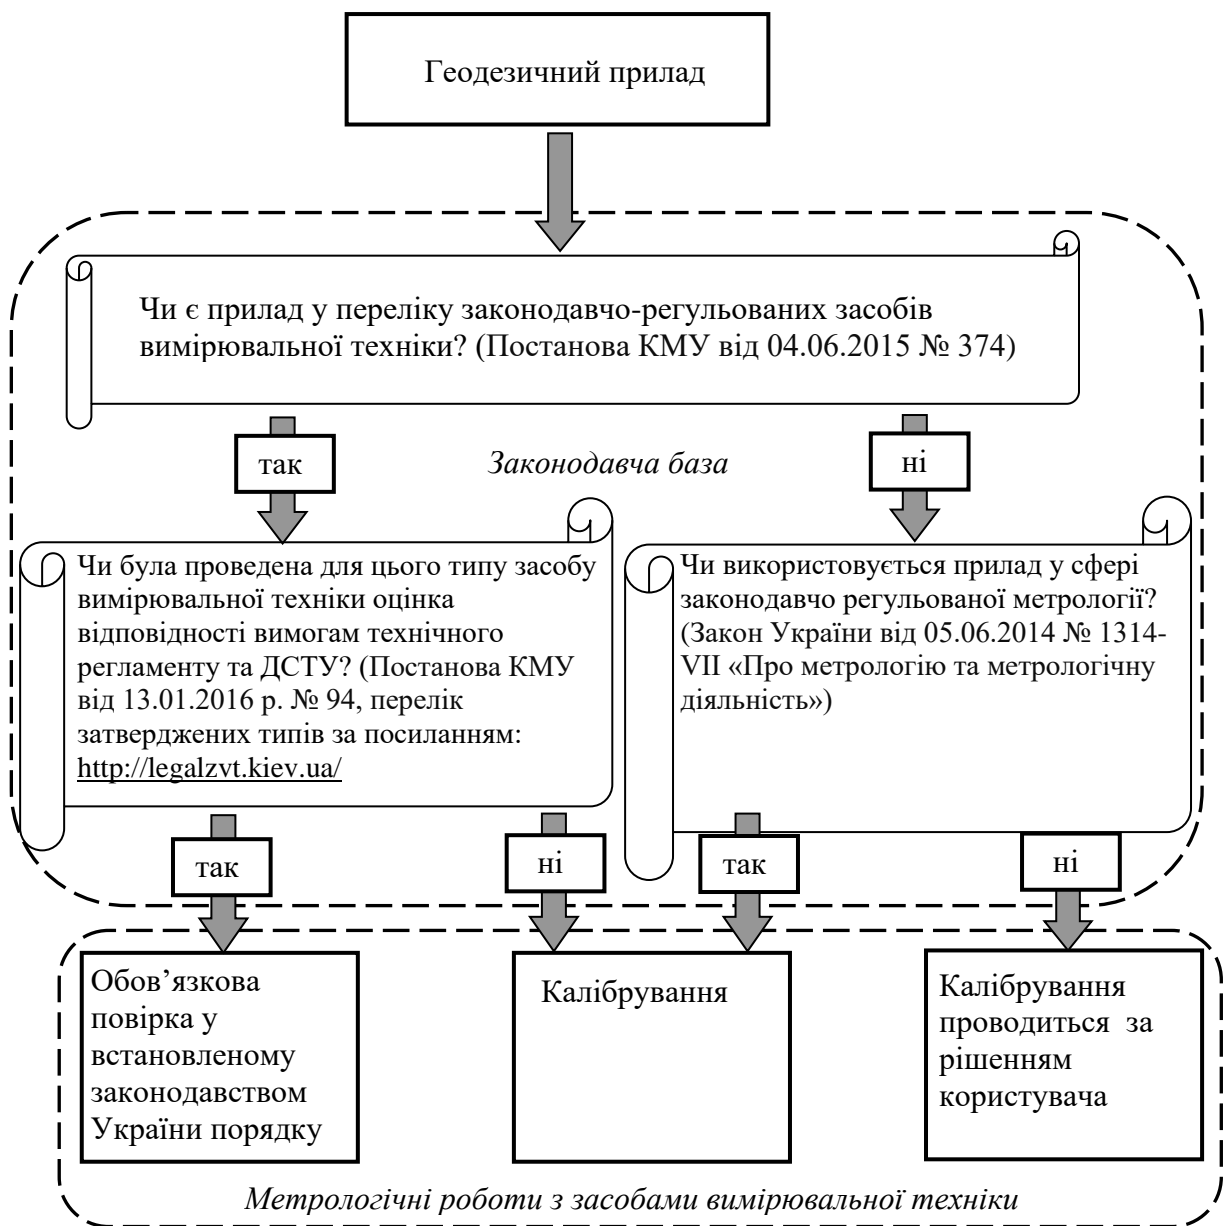 Геодезичний прилад
Чи є прилад у переліку законодавчо-регульованих засобів
вимірювальної техніки? (Постанова КМУ від 04.06.2015 № 374)
так
Законодавча база
ні
Чи була проведена для цього типу засобу
вимірювальної техніки оцінка
відповідності вимогам технічного
регламенту та ДСТУ? (Постанова КМУ
від 13.01.2016 р. № 94, перелік
затверджених типів за посиланням:
http://legalzvt.kiev.ua/
Чи використовується прилад у сфері
законодавчо регульованої метрології?
(Закон України від 05.06.2014 № 1314-
VII «Про метрологію та метрологічну
діяльність»)
так
ні
так
ні
Обов’язкова
повірка у
встановленому
законодавством
України порядку
Калібрування
Калібрування
проводиться за
рішенням
користувача
Метрологічні роботи з засобами вимірювальної техніки